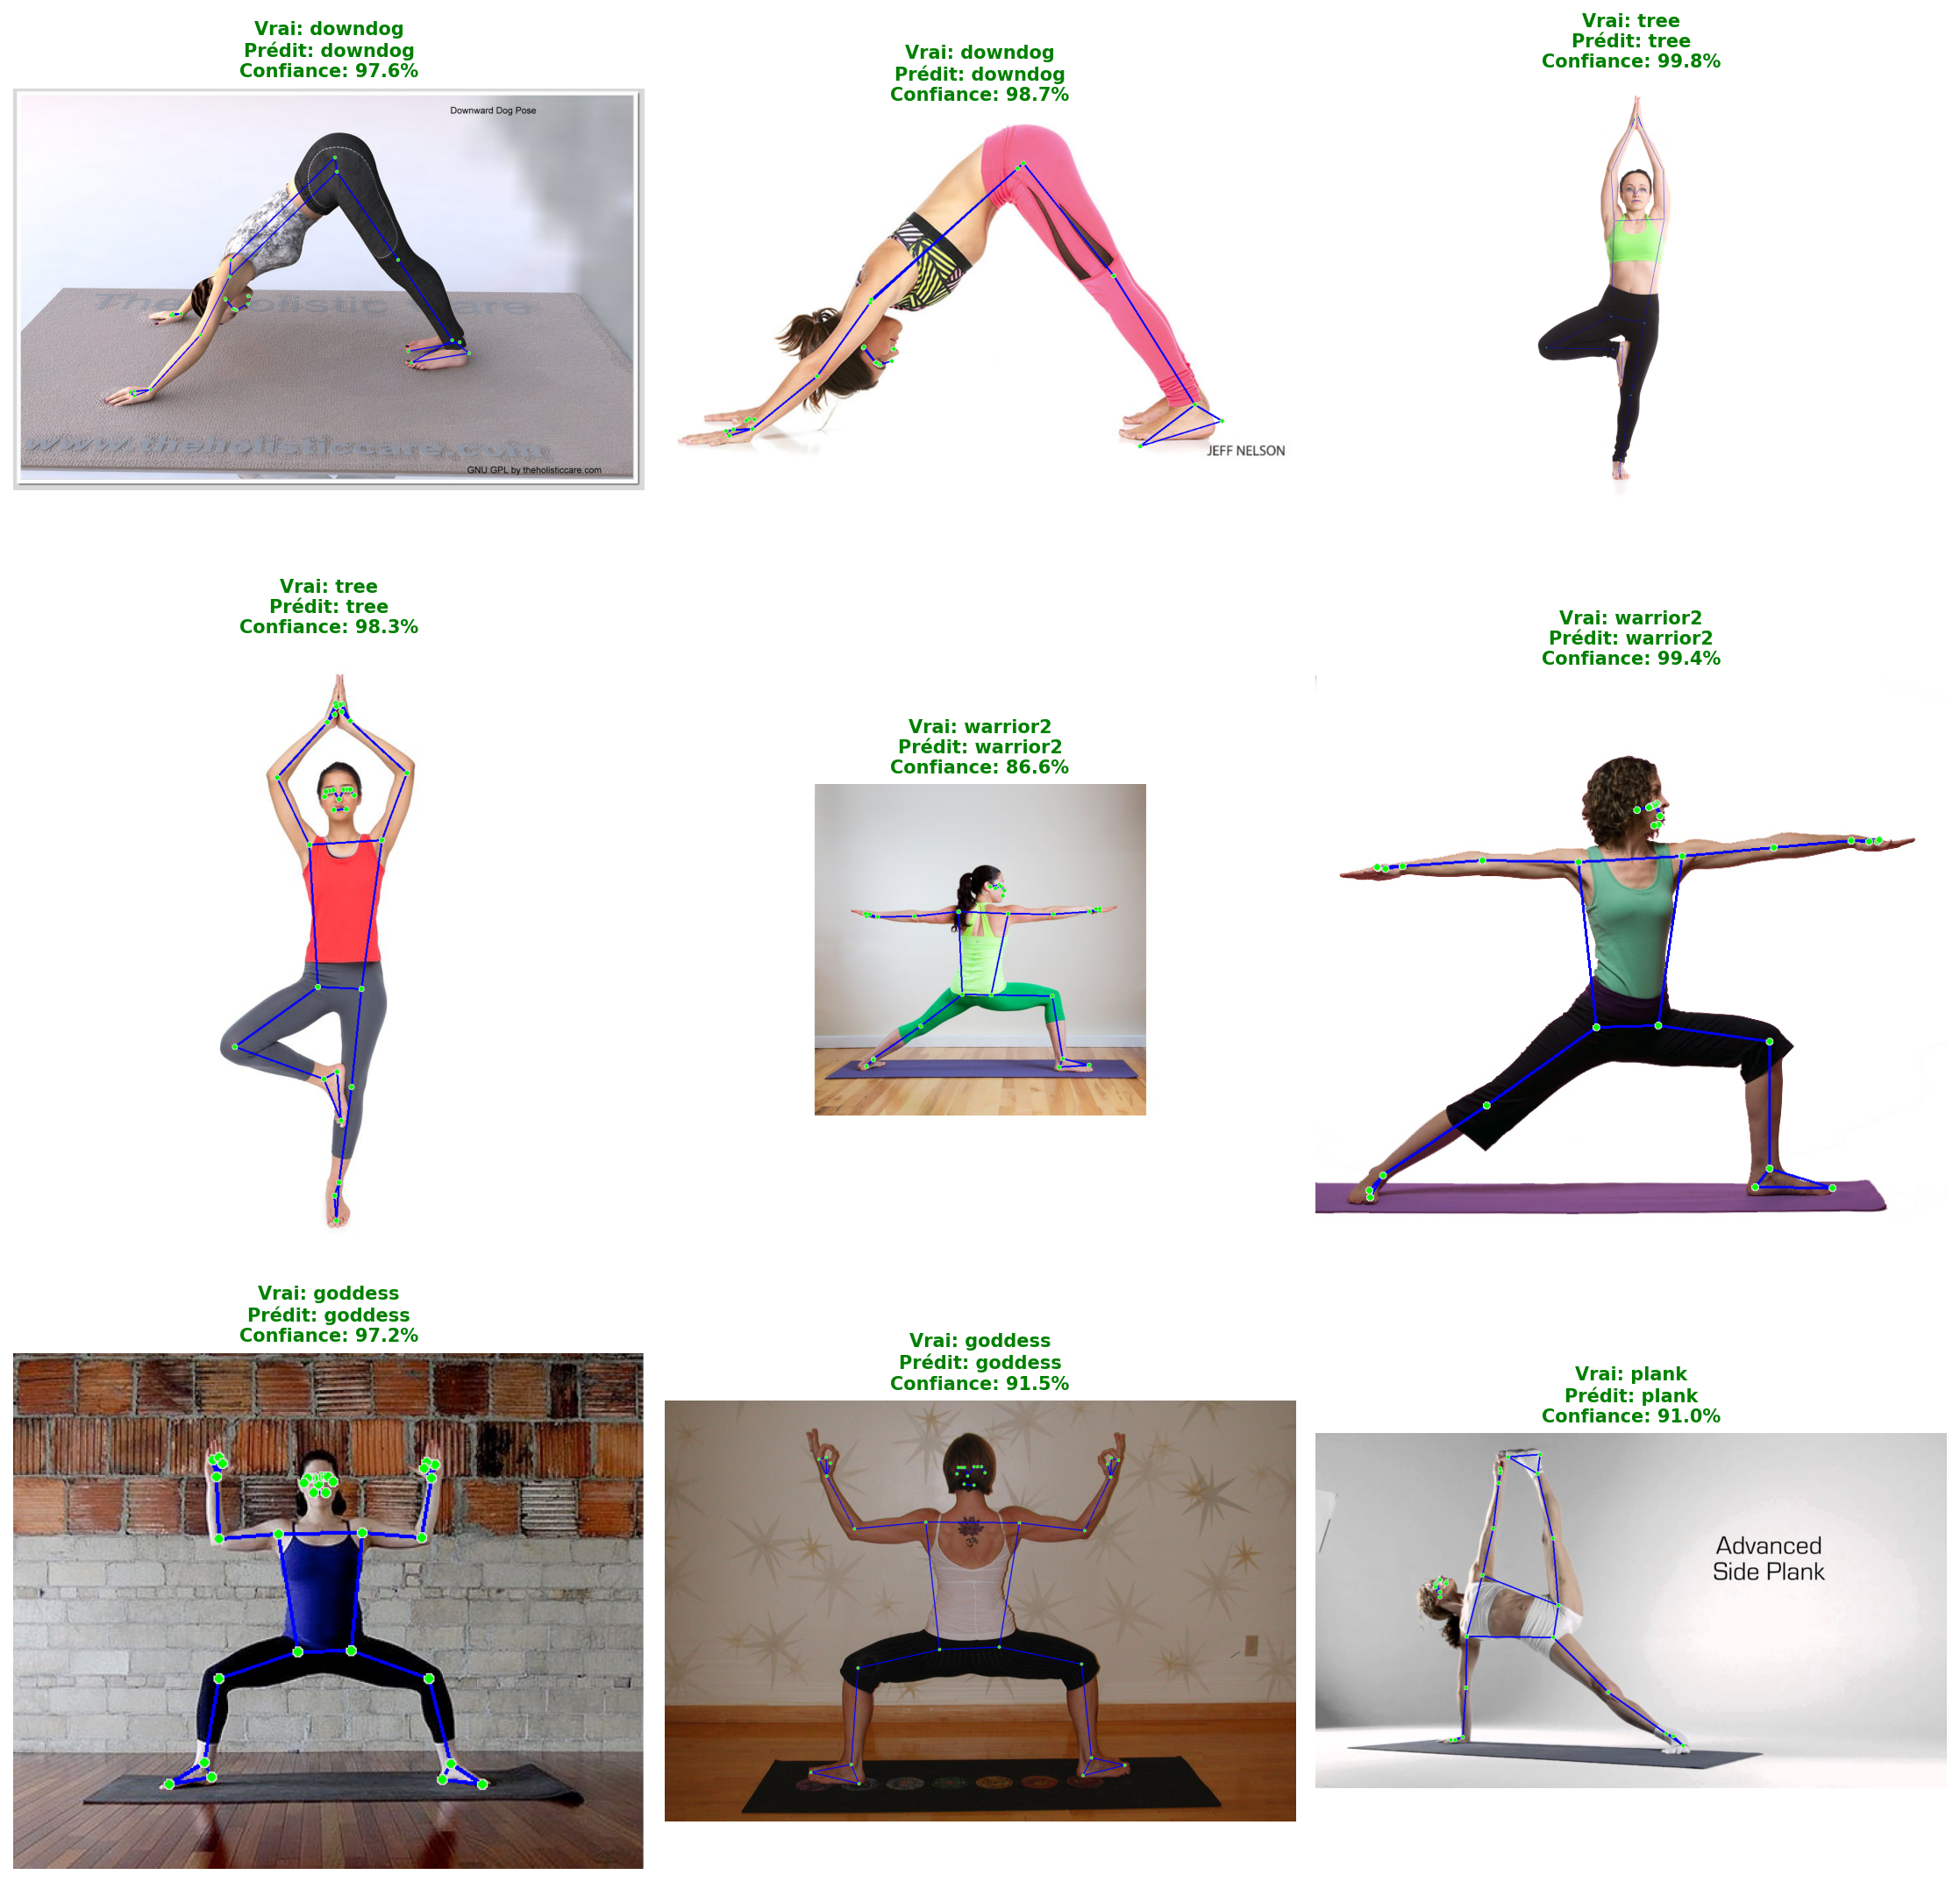 Vrai: downdog
Prédit: downdog
Confiance: 97.6%
Downward Dog Pose
The holistic Care
www.theholisticcare.com
GNU GPL by theholisticcare.com
Vrai: downdog
Prédit: downdog
Confiance: 98.7%
JEFF NELSON
Vrai: tree
Prédit: tree
Confiance: 99.8%
Vrai: tree
Prédit: tree
Confiance: 98.3%
Vrai: warrior2
Prédit: warrior2
Confiance: 86.6%
Vrai: warrior2
Prédit: warrior2
Confiance: 99.4%
Vrai: goddess
Prédit: goddess
Confiance: 97.2%
Vrai: goddess
Prédit: goddess
Confiance: 91.5%
Vrai: plank
Prédit: plank
Confiance: 91.0%
Advanced
Side Plank